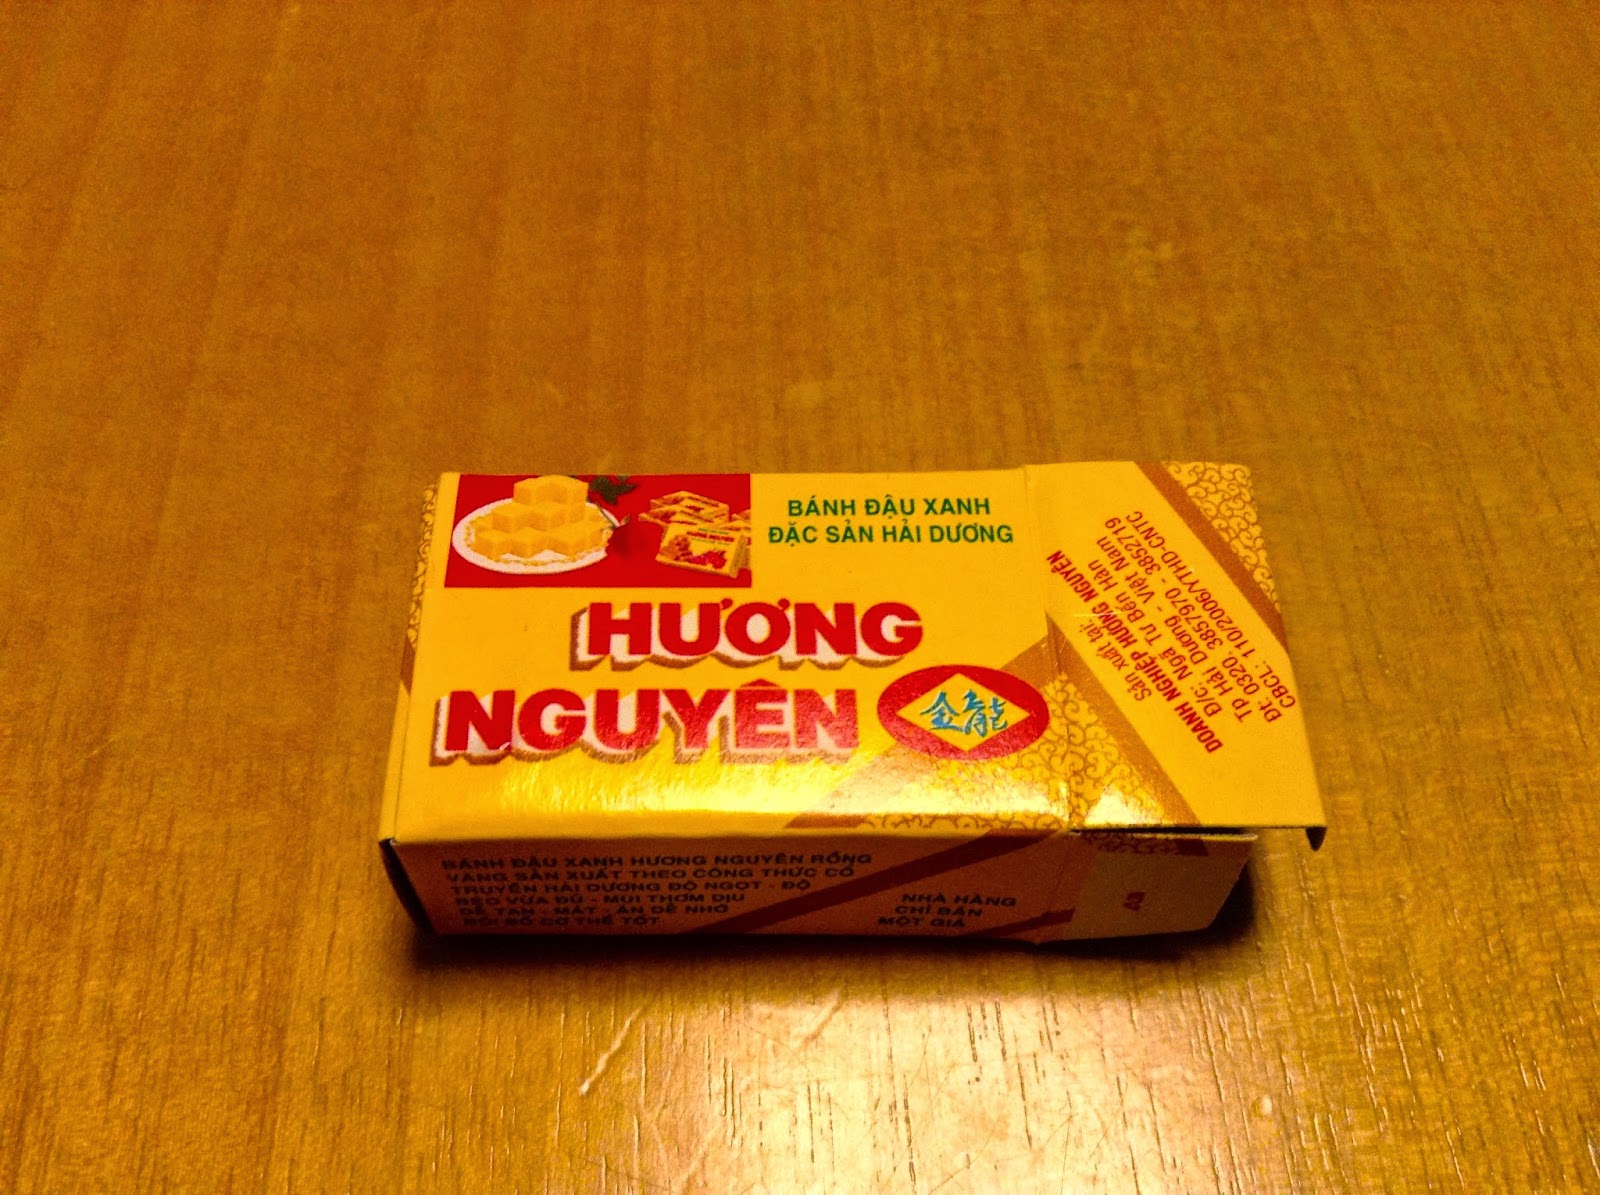 BÁNH ĐẬU XANH
ĐẶC SẢN HẢI DƯƠNG
HƯƠNG
NGUYÊN
金龍
Sản xuất tại:
DOANH NGHIỆP HƯƠNG NGUYÊN
Đ/c: Ngã Tư Bến Hàn
TP Hải Dương - Việt Nam
Đt: 0320. 3857970 - 3852719
CBCL: 110/2006/YTHD-CNTC
BÁNH ĐẬU XANH HƯƠNG NGUYÊN RỒNG
VÀNG SẢN XUẤT THEO CÔNG THỨC CỔ
TRUYỀN HẢI DƯƠNG ĐỘ NGỌT - ĐỘ
BÉO VỪA ĐỦ - MÙI THƠM DỊU
DỄ TAN - MÁT - ĂN DỄ NHỚ
BỒI BỔ CƠ THỂ TỐT
NHÀ HÀNG
CHỈ BÁN
MỘT GIÁ